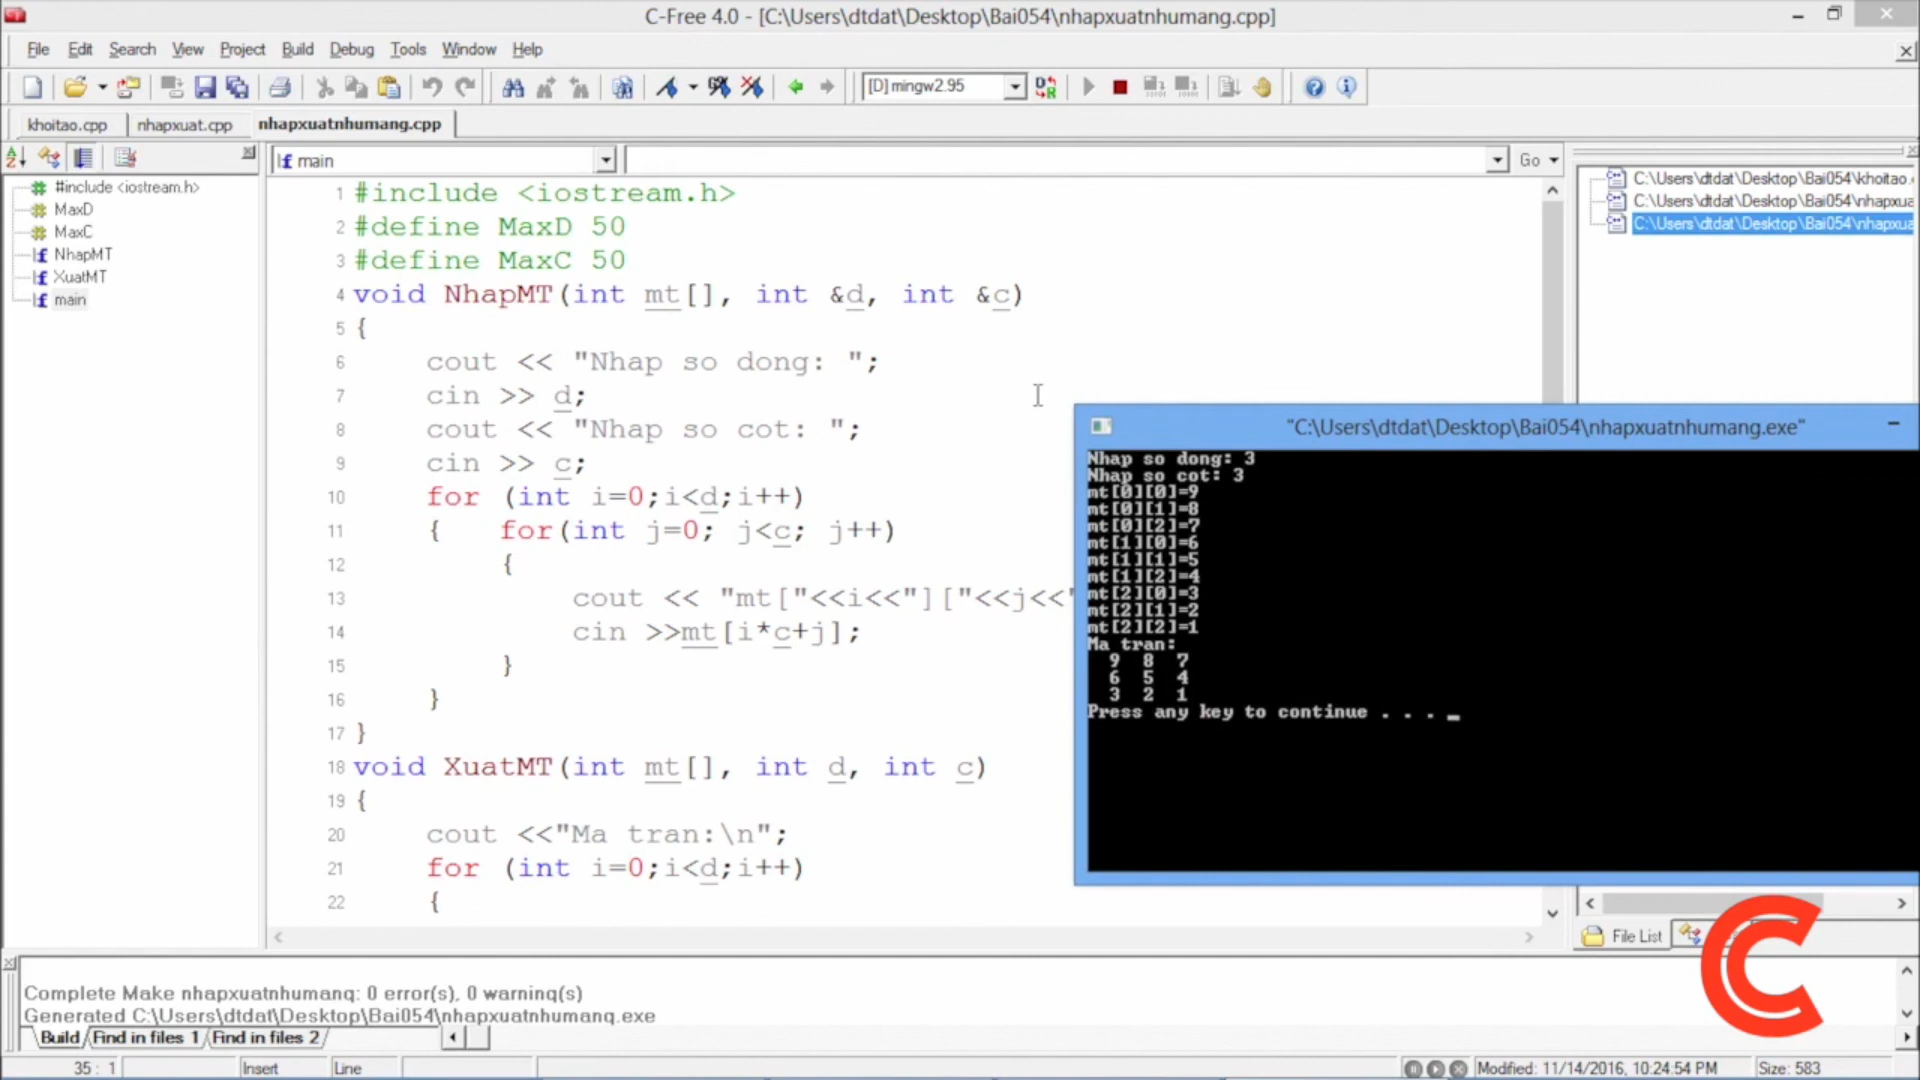 C-Free 4.0 - [C:\Users\dtdat\Desktop\Bai054\nhapxuatnhumang.cpp]
File Edit Search View Project Build Debug Tools Window Help
[D] mingw2.95
khoitao.cpp nhapxuat.cpp nhapxuatnhumang.cpp
main
Go
#include <iostream.h>
MaxD
MaxC
NhapMT
XuatMT
main
1 #include <iostream.h>
2 #define MaxD 50
3 #define MaxC 50
4 void NhapMT(int mt[], int &d, int &c)
5 {
6 cout << "Nhap so dong: ";
7 cin >> d;
8 cout << "Nhap so cot: ";
9 cin >> c;
10 for (int i=0;i<d;i++)
11 { for(int j=0; j<c; j++)
12 {
13 cout << "mt["<<i<<"]["<<j<<"
14 cin >>mt[i*c+j];
15 }
16 }
17 }
18 void XuatMT(int mt[], int d, int c)
19 {
20 cout <<"Ma tran:\n";
21 for (int i=0;i<d;i++)
22 {
C:\Users\dtdat\Desktop\Bai054\khoitao.
C:\Users\dtdat\Desktop\Bai054\nhapxua
C:\Users\dtdat\Desktop\Bai054\nhapxua
"C:\Users\dtdat\Desktop\Bai054\nhapxuatnhumang.exe"
Nhap so dong: 3
Nhap so cot: 3
mt[0][0]=9
mt[0][1]=8
mt[0][2]=7
mt[1][0]=6
mt[1][1]=5
mt[1][2]=4
mt[2][0]=3
mt[2][1]=2
mt[2][2]=1
Ma tran:
9 8 7
6 5 4
3 2 1
Press any key to continue . . . _
File List
C
Complete Make nhapxuatnhumang: 0 error(s), 0 warning(s)
Generated C:\Users\dtdat\Desktop\Bai054\nhapxuatnhumang.exe
Build Find in files 1 Find in files 2
35 : 1 Insert Line Modified: 11/14/2016, 10:24:54 PM Size: 583